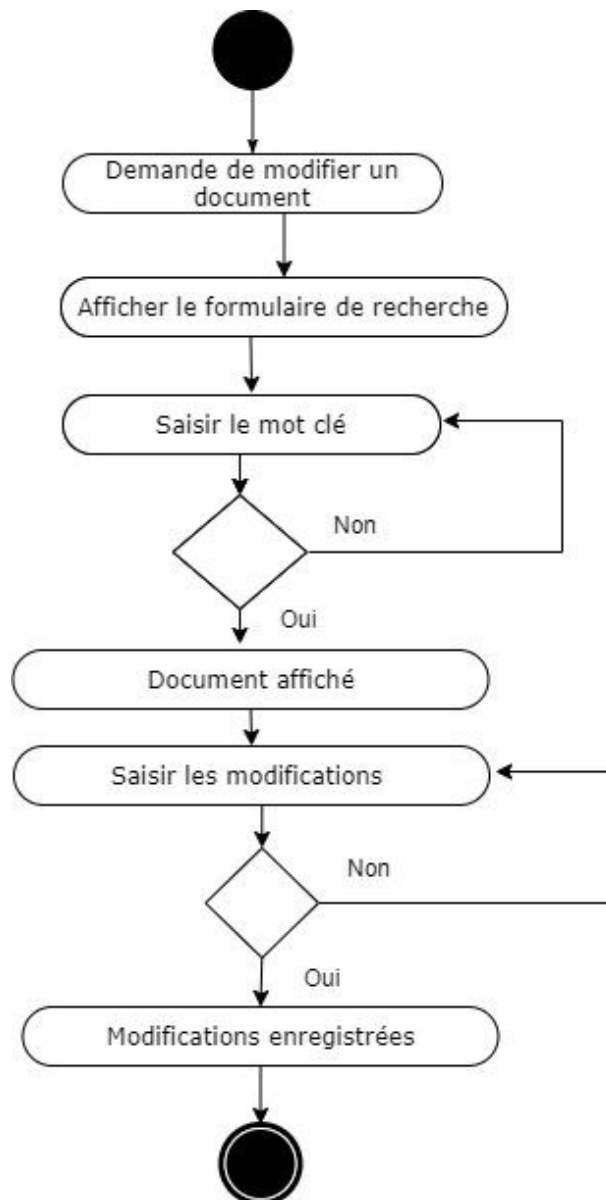 Demande de modifier un
document
Afficher le formulaire de recherche
Saisir le mot clé
Non
Oui
Document affiché
Saisir les modifications
Non
Oui
Modifications enregistrées